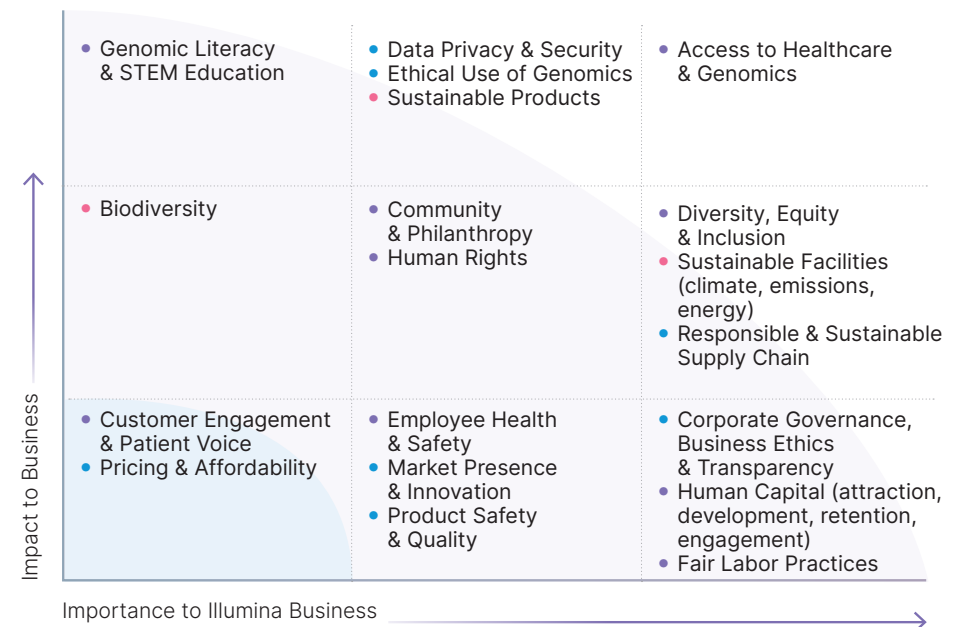 Genomic Literacy
& STEM Education
Data Privacy & Security
Ethical Use of Genomics
Sustainable Products
Access to Healthcare
& Genomics
Biodiversity
Community
& Philanthropy
Human Rights
Diversity, Equity
& Inclusion
Sustainable Facilities
(climate, emissions,
energy)
Responsible & Sustainable
Supply Chain
Customer Engagement
& Patient Voice
Pricing & Affordability
Employee Health
& Safety
Market Presence
& Innovation
Product Safety
& Quality
Corporate Governance,
Business Ethics
& Transparency
Human Capital (attraction,
development, retention,
engagement)
Fair Labor Practices
Impact to Business
Importance to Illumina Business